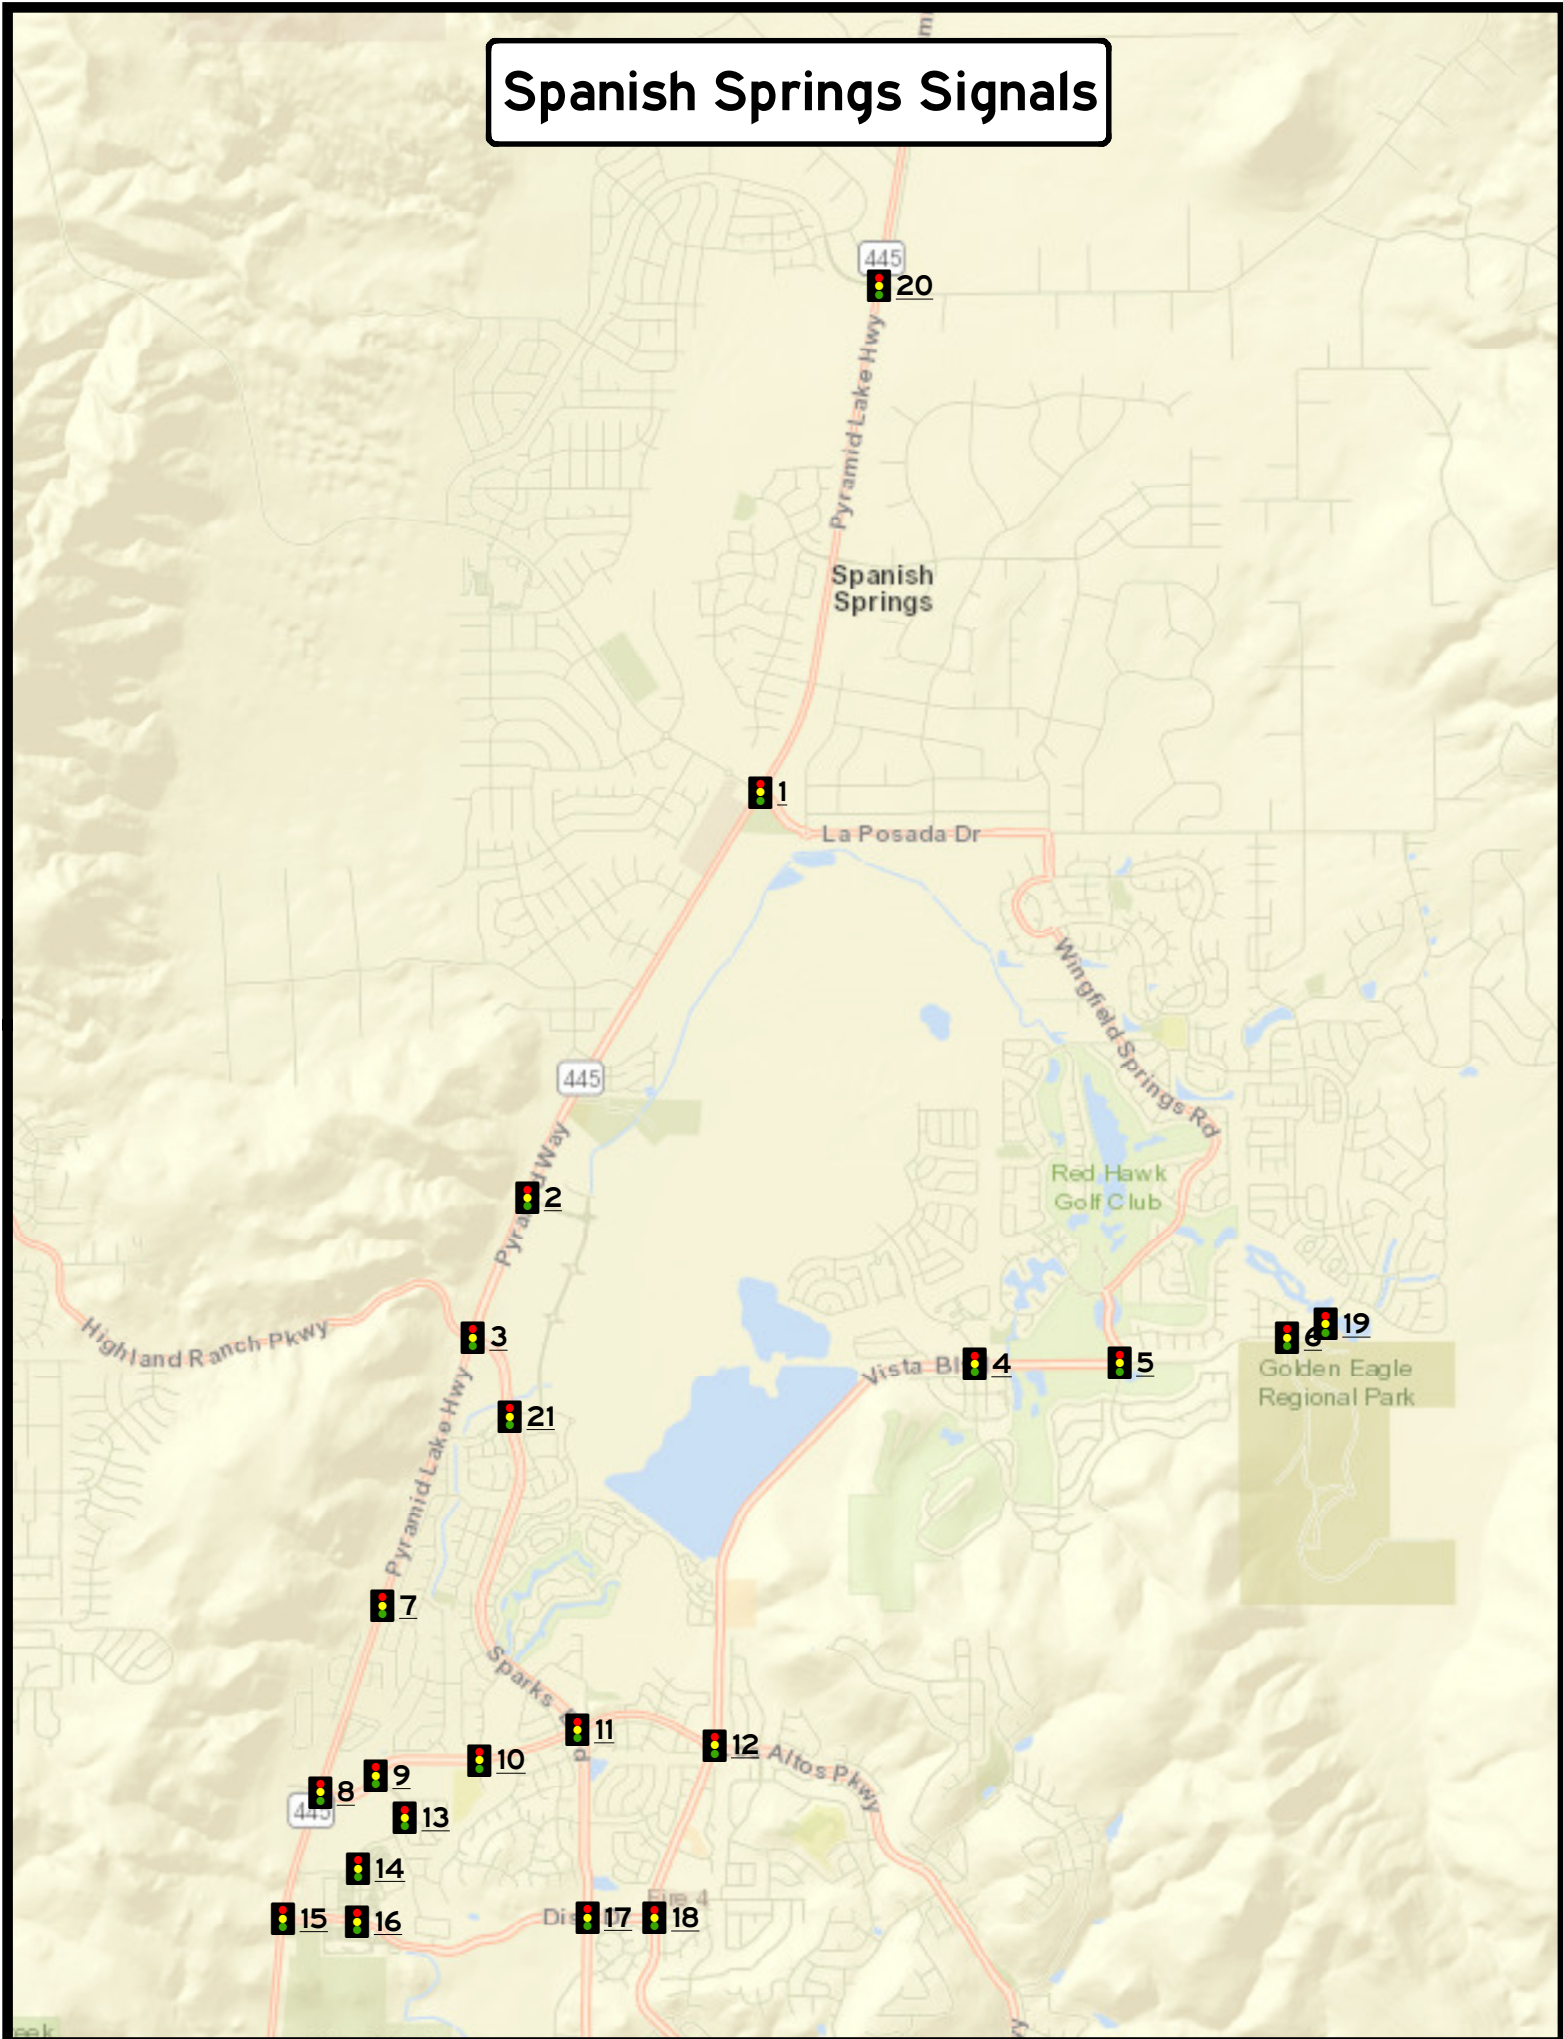 Spanish Springs Signals
445
20
Pyramid Lake Hwy
Spanish
Springs
1
La Posada Dr
Wingfield Springs Rd
445
Way
2
Red Hawk
Golf Club
Highland Ranch Pkwy
3
19
6
Vista
4
5
Golden Eagle
Regional Park
21
Pyramid Lake Hwy
7
Sparks
11
12
Altos Pkwy
10
9
8
445
13
14
Fire 4
15
16
17
18
eek